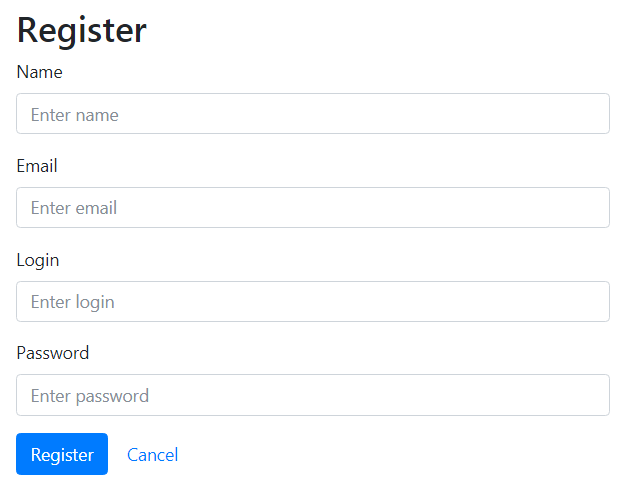 Register
Name
Enter name
Email
Enter email
Login
Enter login
Password
Enter password
Register Cancel